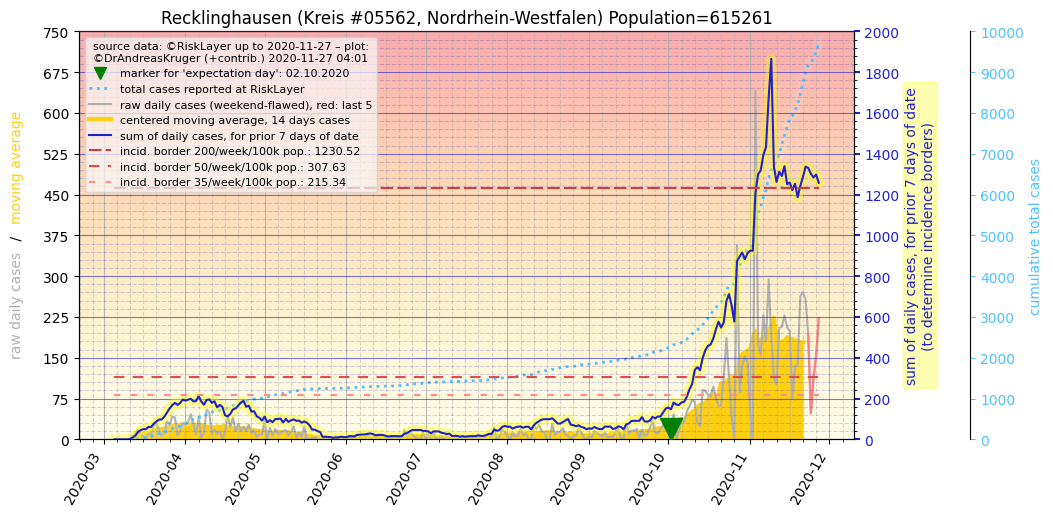 Recklinghausen (Kreis #05562, Nordrhein-Westfalen) Population=615261
source data: ©RiskLayer up to 2020-11-27 – plot:
©DrAndreasKruger (+contrib.) 2020-11-27 04:01
marker for 'expectation day': 02.10.2020
total cases reported at RiskLayer
raw daily cases (weekend-flawed), red: last 5
centered moving average, 14 days cases
sum of daily cases, for prior 7 days of date
incid. border 200/week/100k pop.: 1230.52
incid. border 50/week/100k pop.: 307.63
incid. border 35/week/100k pop.: 215.34
raw daily cases / moving average
750
675
600
525
450
375
300
225
150
75
0
2020-03
2020-04
2020-05
2020-06
2020-07
2020-08
2020-09
2020-10
2020-11
2020-12
2000
1800
1600
1400
1200
1000
800
600
400
200
0
sum of daily cases, for prior 7 days of date
(to determine incidence borders)
10000
9000
8000
7000
6000
5000
4000
3000
2000
1000
0
cumulative total cases